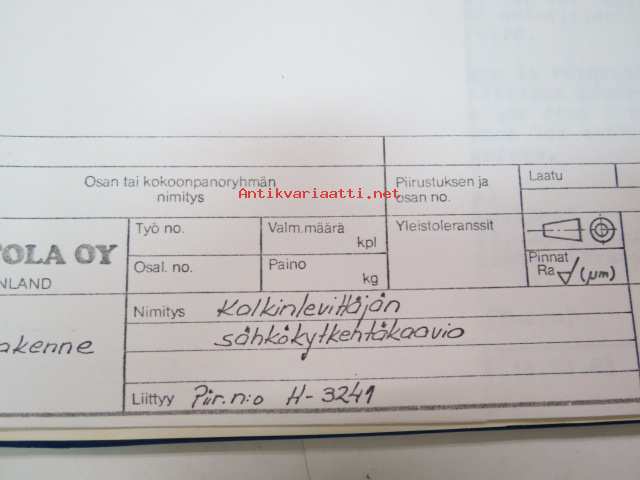 Osan tai kokoonpanoryhmän
nimitys
Antikvariaatti.net
Piirustuksen ja
osan no.
Laatu
TOLA OY
NLAND
Työ no.
Valm.määrä
kpl
Yleistoleranssit
Osal. no.
Paino
kg
Pinnat
Ra (μm)
akenne
Nimitys Kalkinlevittäjän
sähkökytkentäkaavio
Liittyy Piir.n:o H-3241